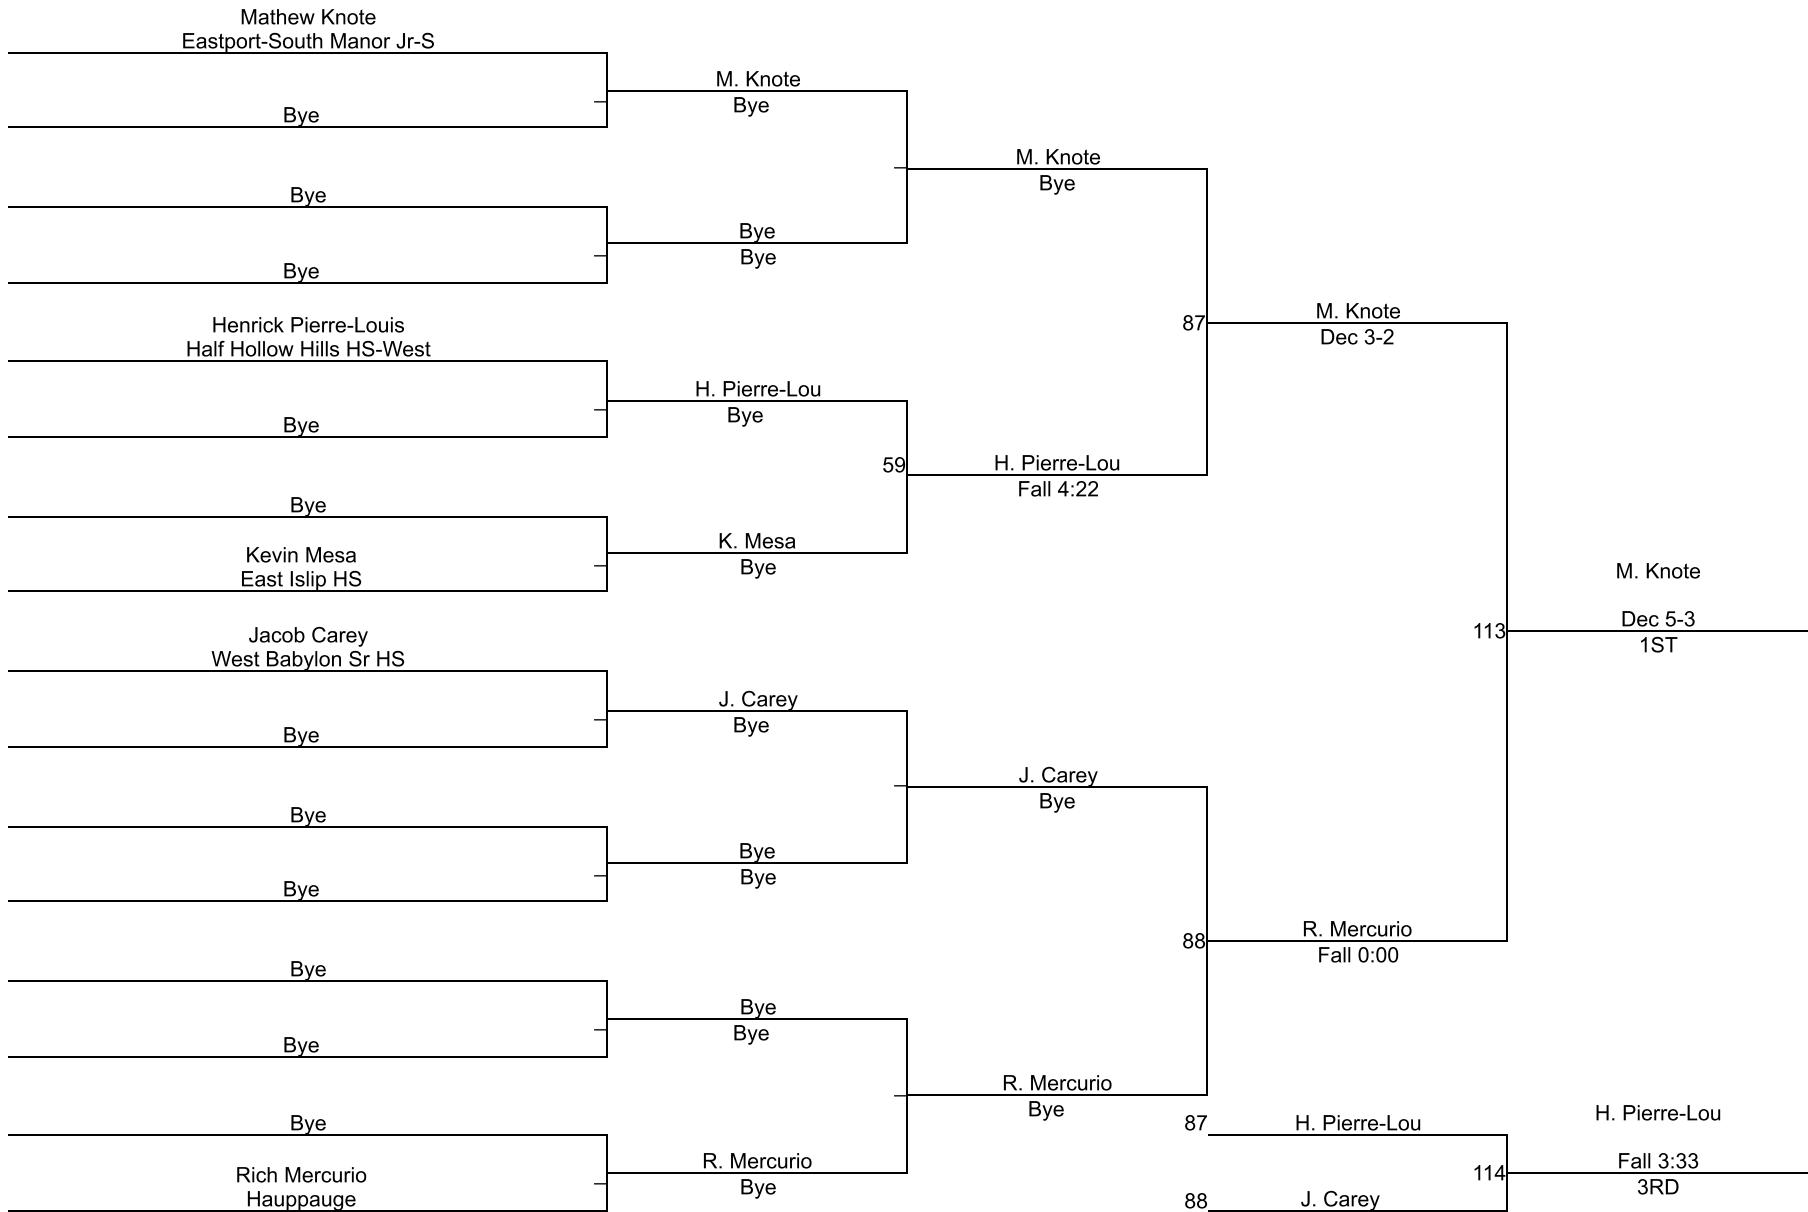 Mathew Knote
Eastport-South Manor Jr-S
Bye
Bye
Bye
Henrick Pierre-Louis
Half Hollow Hills HS-West
Bye
Bye
Kevin Mesa
East Islip HS
Jacob Carey
West Babylon Sr HS
Bye
Bye
Bye
Bye
Bye
Bye
Rich Mercurio
Hauppauge
M. Knote
Bye
Bye
Bye
H. Pierre-Lou
Bye
K. Mesa
Bye
J. Carey
Bye
Bye
Bye
Bye
Bye
R. Mercurio
Bye
M. Knote
Bye
59
H. Pierre-Lou
Fall 4:22
J. Carey
Bye
R. Mercurio
Bye
87
M. Knote
Dec 3-2
88
R. Mercurio
Fall 0:00
113
M. Knote
Dec 5-3
1ST
87
H. Pierre-Lou
88
J. Carey
114
H. Pierre-Lou
Fall 3:33
3RD